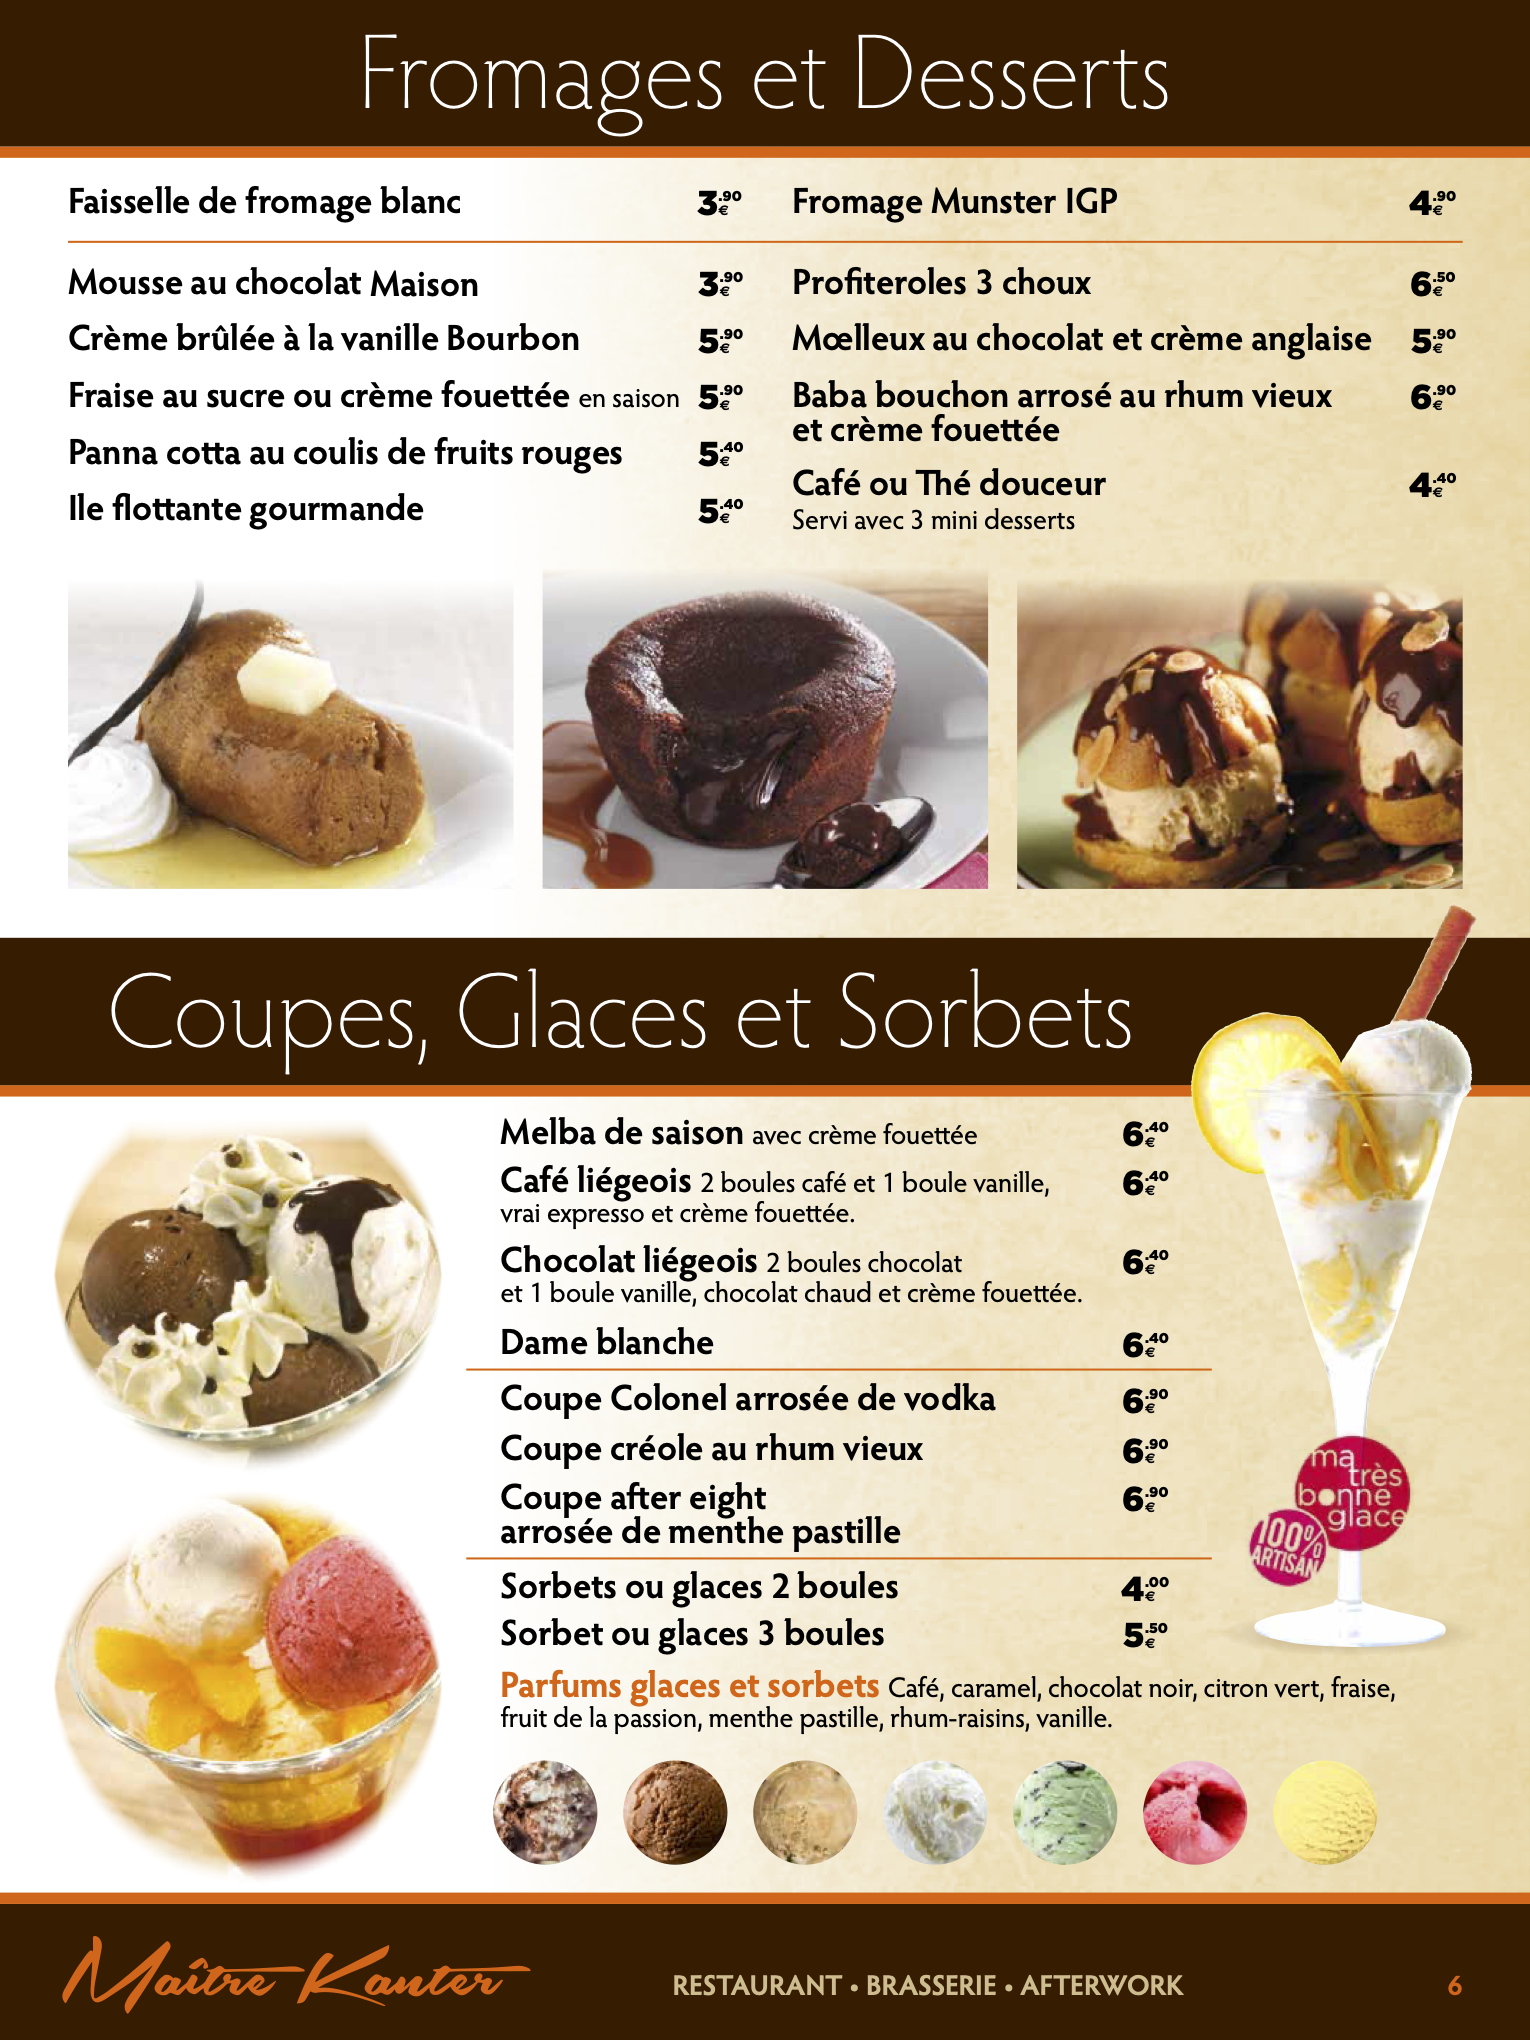 Fromages et Desserts
Faisselle de fromage blanc 3.90€
Fromage Munster IGP 4.90€
Mousse au chocolat Maison 3.90€
Crème brûlée à la vanille Bourbon 5.90€
Fraise au sucre ou crème fouettée en saison 5.90€
Panna cotta au coulis de fruits rouges 5.40€
Ile flottante gourmande 5.40€
Profiteroles 3 choux 6.50€
Mœlleux au chocolat et crème anglaise 5.90€
Baba bouchon arrosé au rhum vieux 6.90€
et crème fouettée
Café ou Thé douceur 4.40€
Servi avec 3 mini desserts
Coupes, Glaces et Sorbets
Melba de saison avec crème fouettée 6.40€
Café liégeois 2 boules café et 1 boule vanille, 6.40€
vrai expresso et crème fouettée.
Chocolat liégeois 2 boules chocolat 6.40€
et 1 boule vanille, chocolat chaud et crème fouettée.
Dame blanche 6.40€
Coupe Colonel arrosée de vodka 6.90€
Coupe créole au rhum vieux 6.90€
Coupe after eight 6.90€
arrosée de menthe pastille
Sorbets ou glaces 2 boules 4.00€
Sorbet ou glaces 3 boules 5.50€
Parfums glaces et sorbets Café, caramel, chocolat noir, citron vert, fraise,
fruit de la passion, menthe pastille, rhum-raisins, vanille.
ma
très
bonne
glace
100%
ARTISAN
Maître Kanter
RESTAURANT • BRASSERIE • AFTERWORK
6